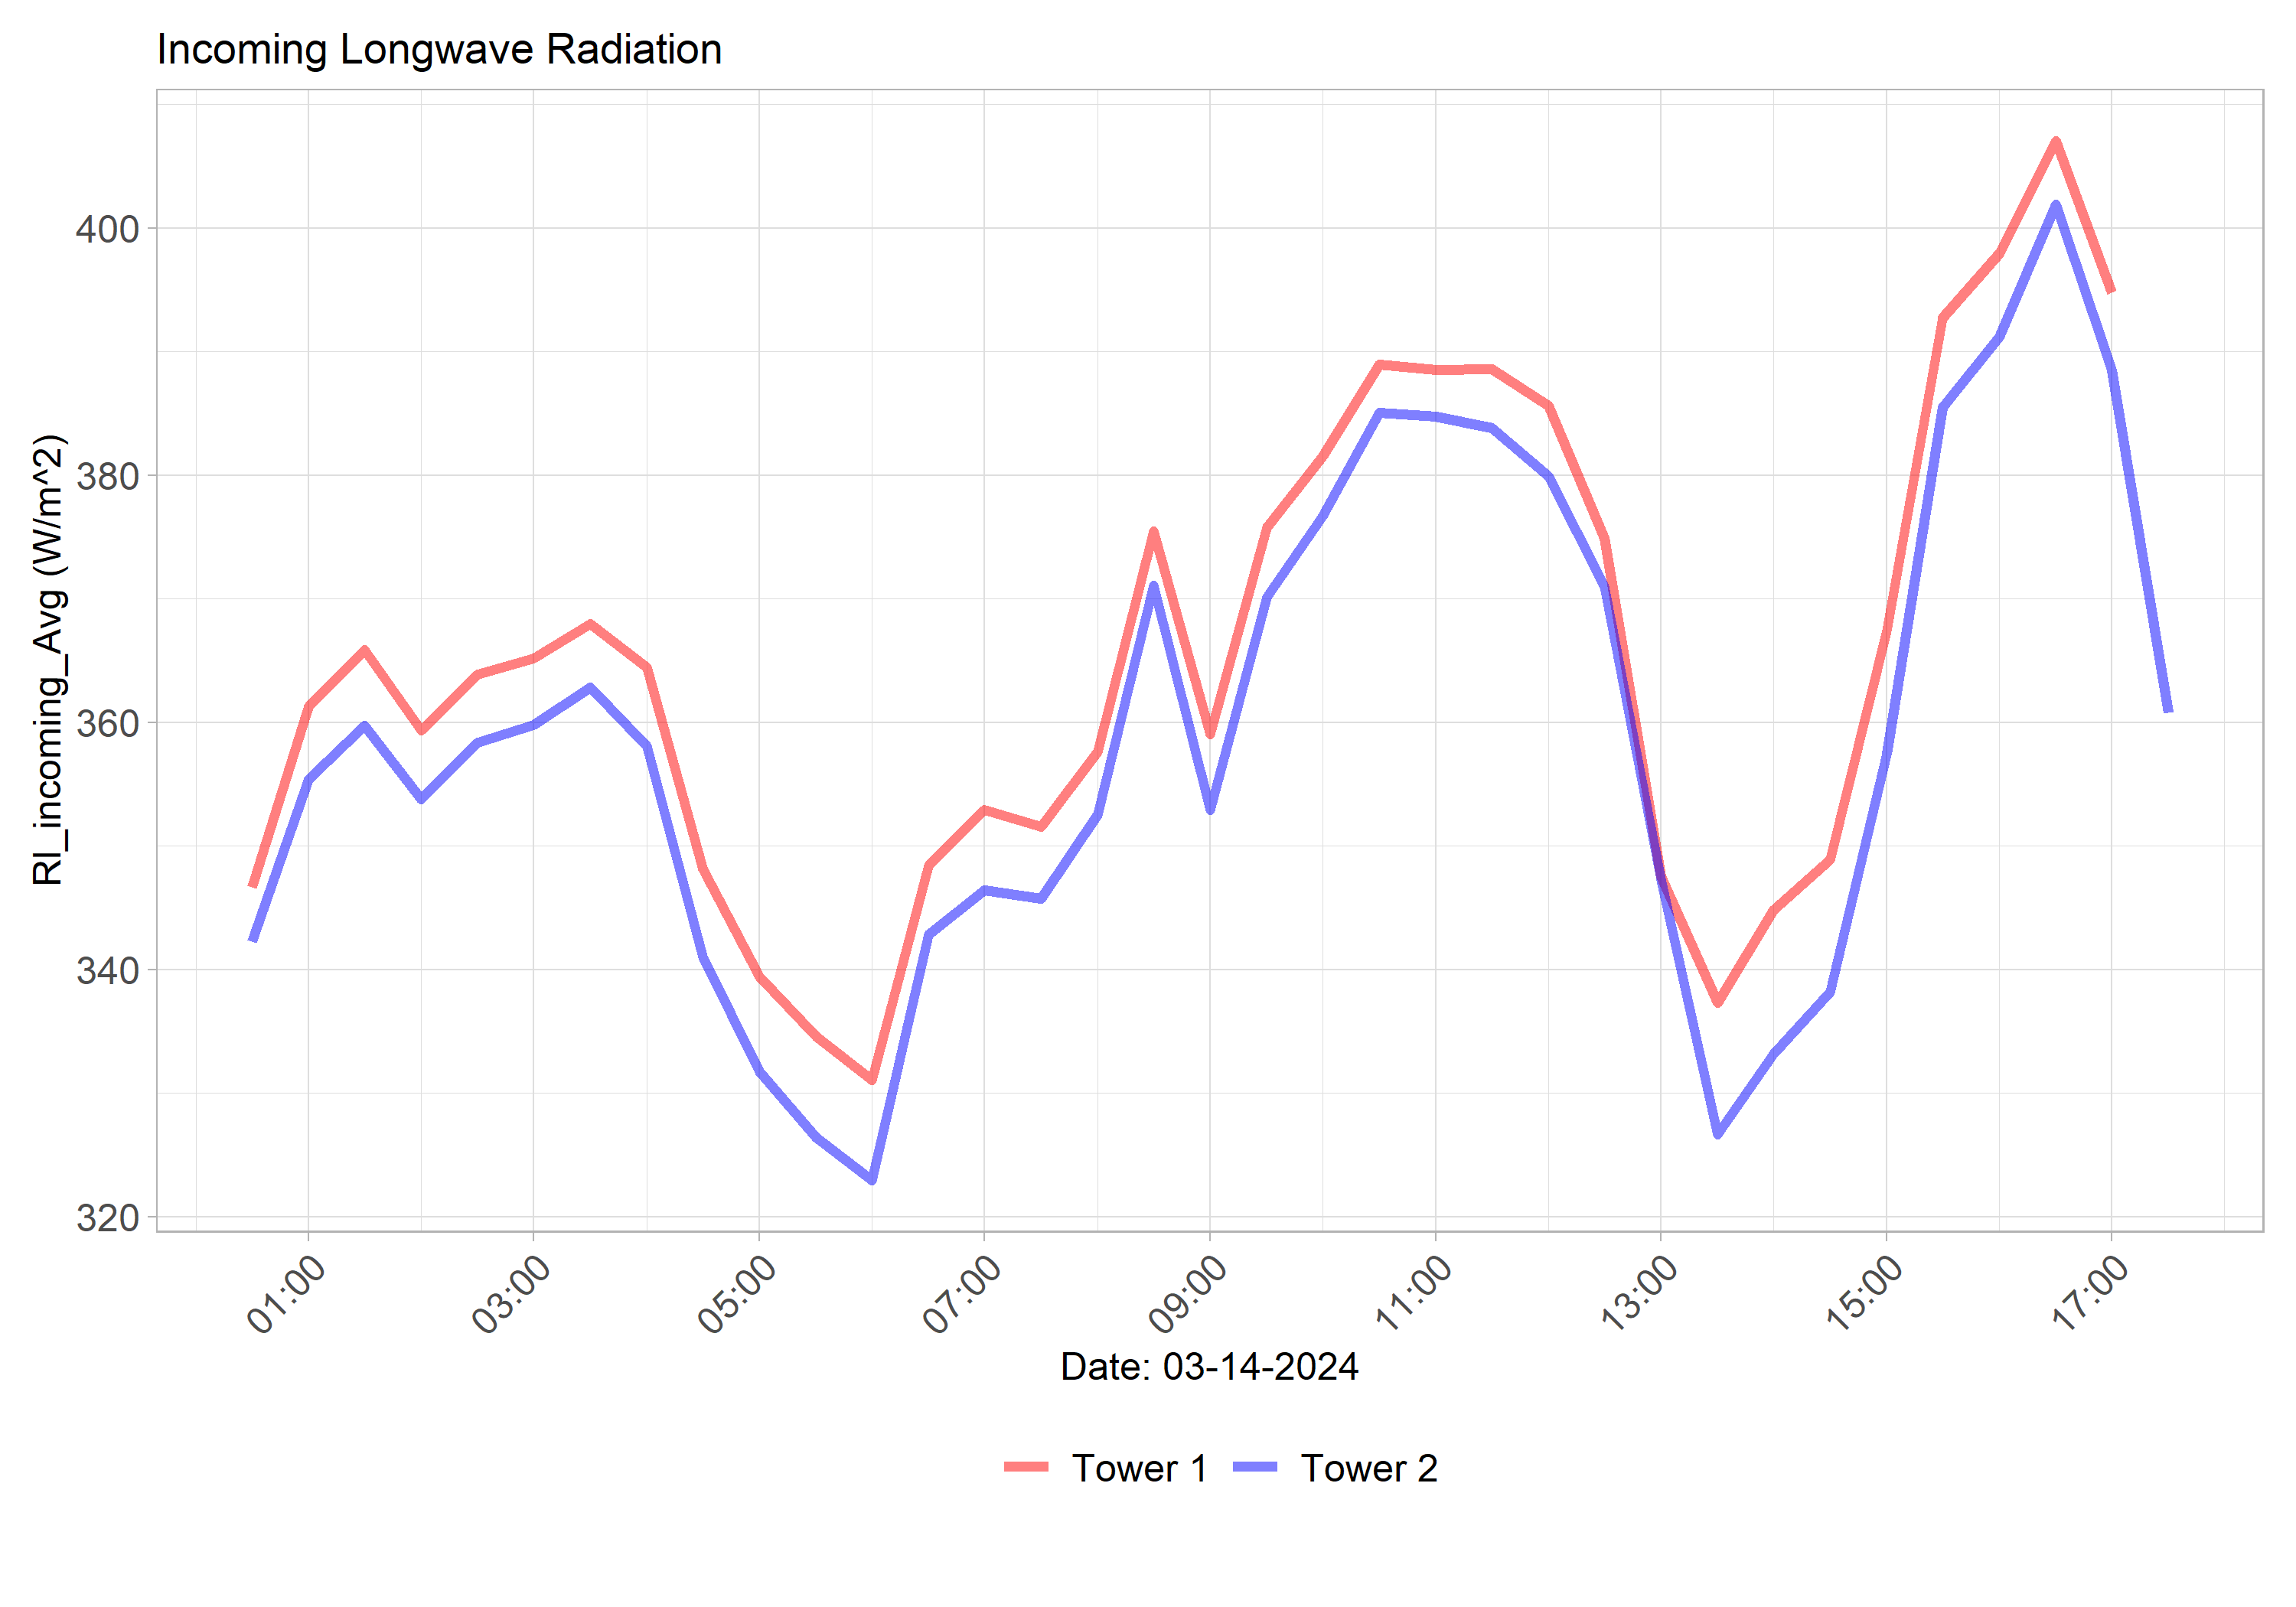 Incoming Longwave Radiation
Rl_incoming_Avg (W/m^2)
400
380
360
340
320
01:00 03:00 05:00 07:00 09:00 11:00 13:00 15:00 17:00
Date: 03-14-2024
Tower 1 Tower 2